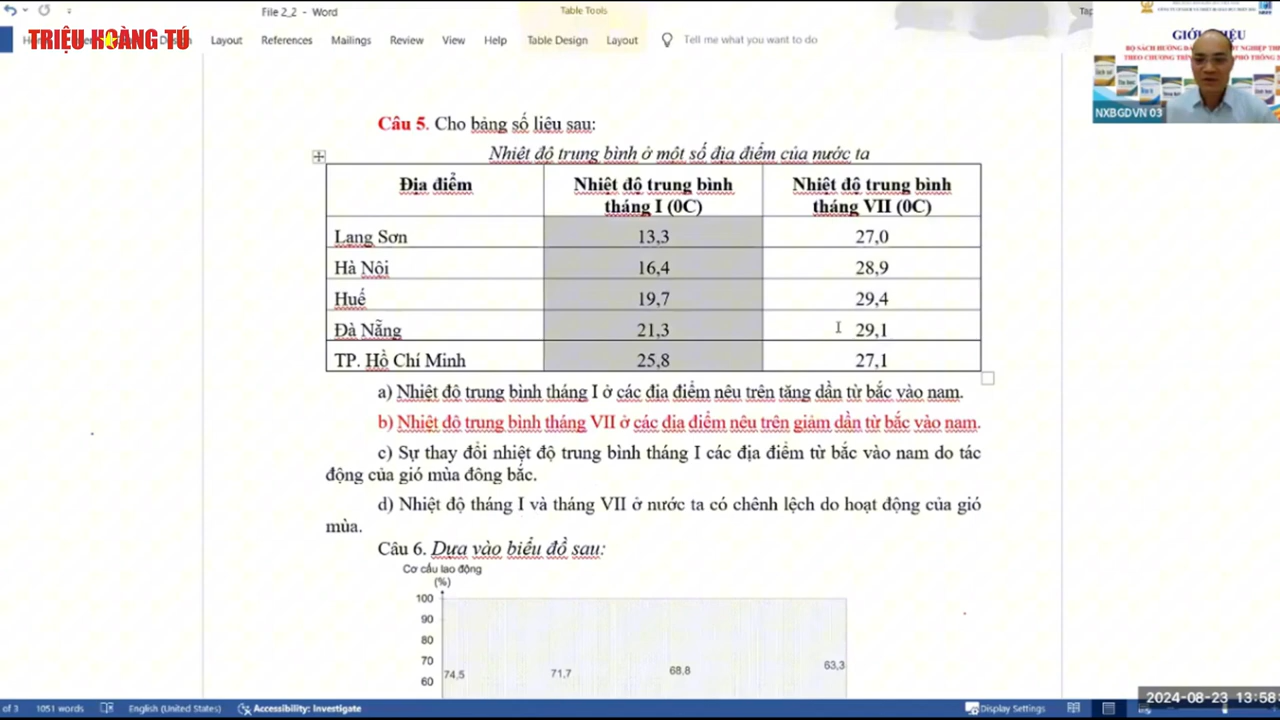 File 2_2 - Word
Table Tools
TRIỆU HOÀNG TÚ
Layout References Mailings Review View Help Table Design Layout Tell me what you want to do
Câu 5. Cho bảng số liệu sau:
Nhiệt độ trung bình ở một số địa điểm của nước ta
Địa điểm Nhiệt độ trung bình tháng I (0C) Nhiệt độ trung bình tháng VII (0C)
Lạng Sơn 13,3 27,0
Hà Nội 16,4 28,9
Huế 19,7 29,4
Đà Nẵng 21,3 29,1
TP. Hồ Chí Minh 25,8 27,1
a) Nhiệt độ trung bình tháng I ở các địa điểm nêu trên tăng dần từ bắc vào nam.
b) Nhiệt độ trung bình tháng VII ở các địa điểm nêu trên giảm dần từ bắc vào nam.
c) Sự thay đổi nhiệt độ trung bình tháng I các địa điểm từ bắc vào nam do tác
động của gió mùa đông bắc.
d) Nhiệt độ tháng I và tháng VII ở nước ta có chênh lệch do hoạt động của gió
mùa.
Câu 6. Dựa vào biểu đồ sau:
Cơ cấu lao động
(%)
100
90
80
70
60
74,5 71,7 68,8 63,3
NXBGDVN 03
of 3 1051 words English (United States) Accessibility: Investigate Display Settings
2024-08-23 13:58